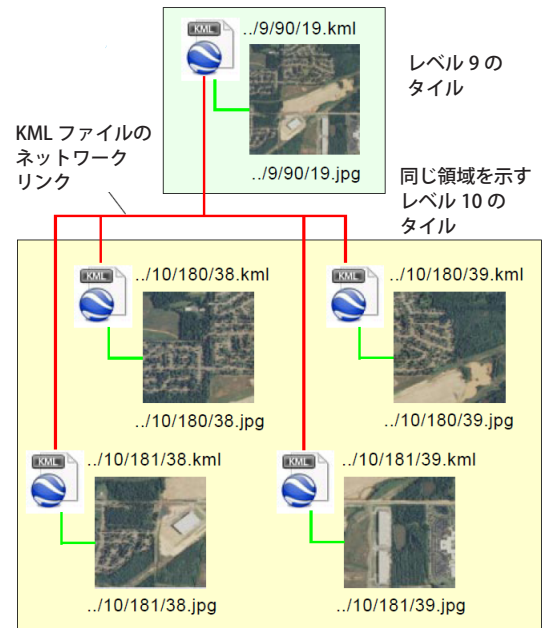 KML
../9/90/19.kml
../9/90/19.jpg
レベル 9 の
タイル
KML ファイルの
ネットワーク
リンク
同じ領域を示す
レベル 10 の
タイル
KML
../10/180/38.kml
../10/180/38.jpg
KML
../10/180/39.kml
../10/180/39.jpg
KML
../10/181/38.kml
../10/181/38.jpg
KML
../10/181/39.kml
../10/181/39.jpg